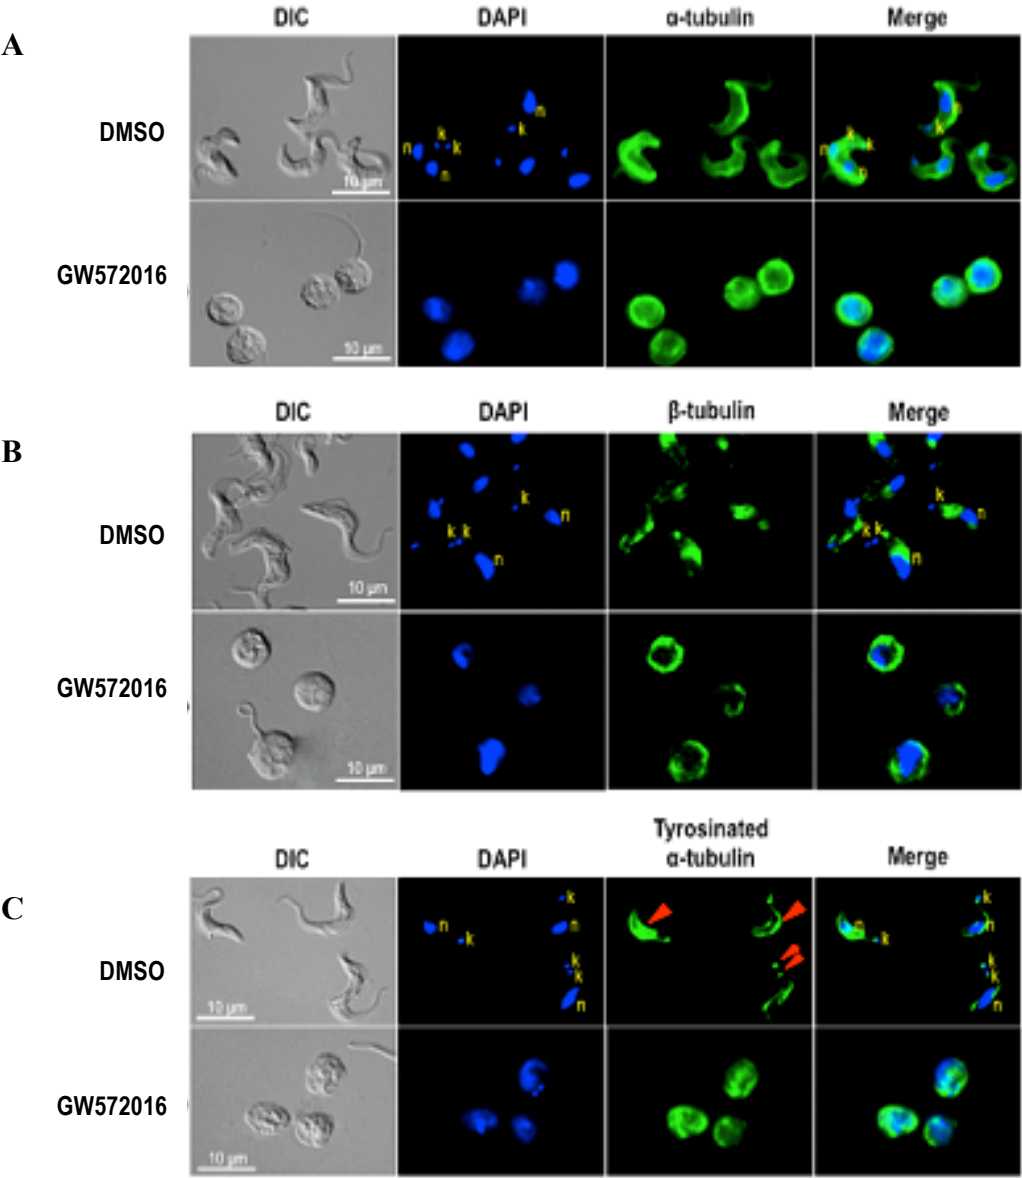 DIC DAPI α-tubulin Merge
A
DMSO
n k k n n k
n k k n n k
10 µm
GW572016
10 µm
DIC DAPI β-tubulin Merge
B
DMSO
k n k k n
k n k k n
10 µm
GW572016
10 µm
Tyrosinated
DIC DAPI α-tubulin Merge
C
DMSO
n k k n k k n
n k k n k k n
10 µm
GW572016
10 µm